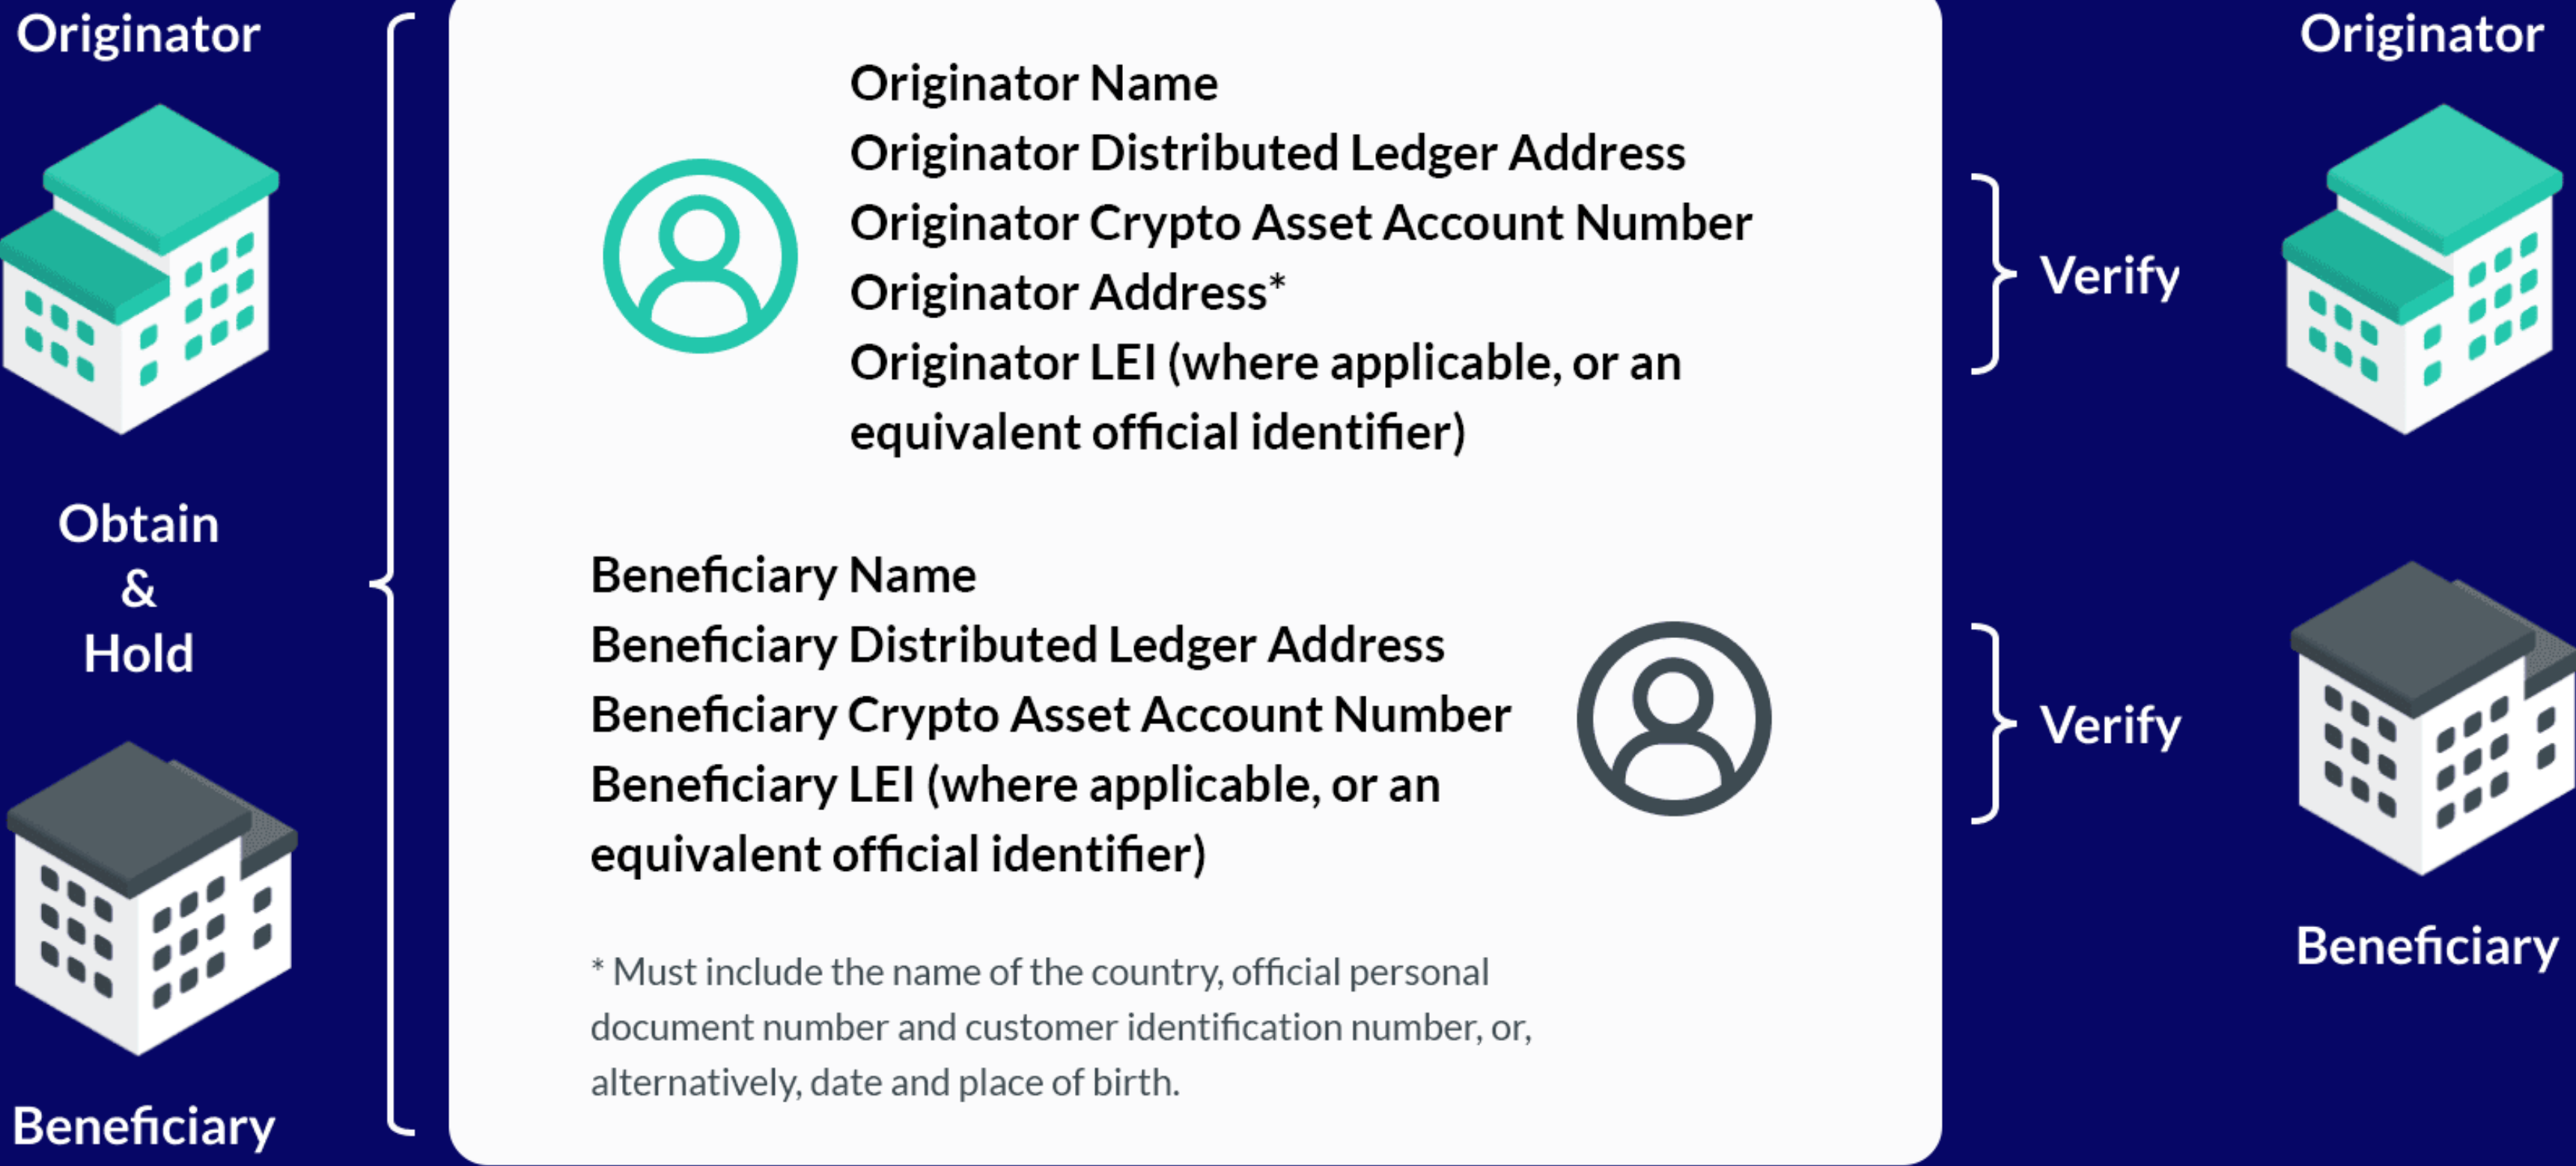 Originator
Obtain
&
Hold
Beneficiary
Originator Name
Originator Distributed Ledger Address
Originator Crypto Asset Account Number
Originator Address*
Originator LEI (where applicable, or an
equivalent official identifier)
Beneficiary Name
Beneficiary Distributed Ledger Address
Beneficiary Crypto Asset Account Number
Beneficiary LEI (where applicable, or an
equivalent official identifier)
* Must include the name of the country, official personal
document number and customer identification number, or,
alternatively, date and place of birth.
Verify
Verify
Originator
Beneficiary